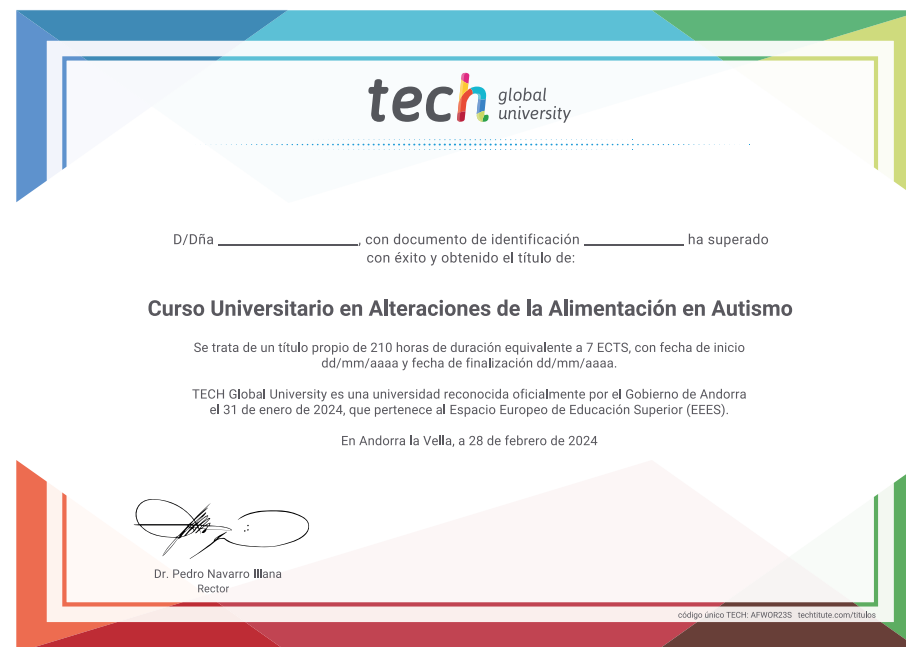 tech global university
D/Dña ____________________, con documento de identificación ______________ ha superado
con éxito y obtenido el título de:
Curso Universitario en Alteraciones de la Alimentación en Autismo
Se trata de un título propio de 210 horas de duración equivalente a 7 ECTS, con fecha de inicio
dd/mm/aaaa y fecha de finalización dd/mm/aaaa.
TECH Global University es una universidad reconocida oficialmente por el Gobierno de Andorra
el 31 de enero de 2024, que pertenece al Espacio Europeo de Educación Superior (EEES).
En Andorra la Vella, a 28 de febrero de 2024
Dr. Pedro Navarro Illana
Rector
código único TECH: AFWOR23S techtitute.com/titulos